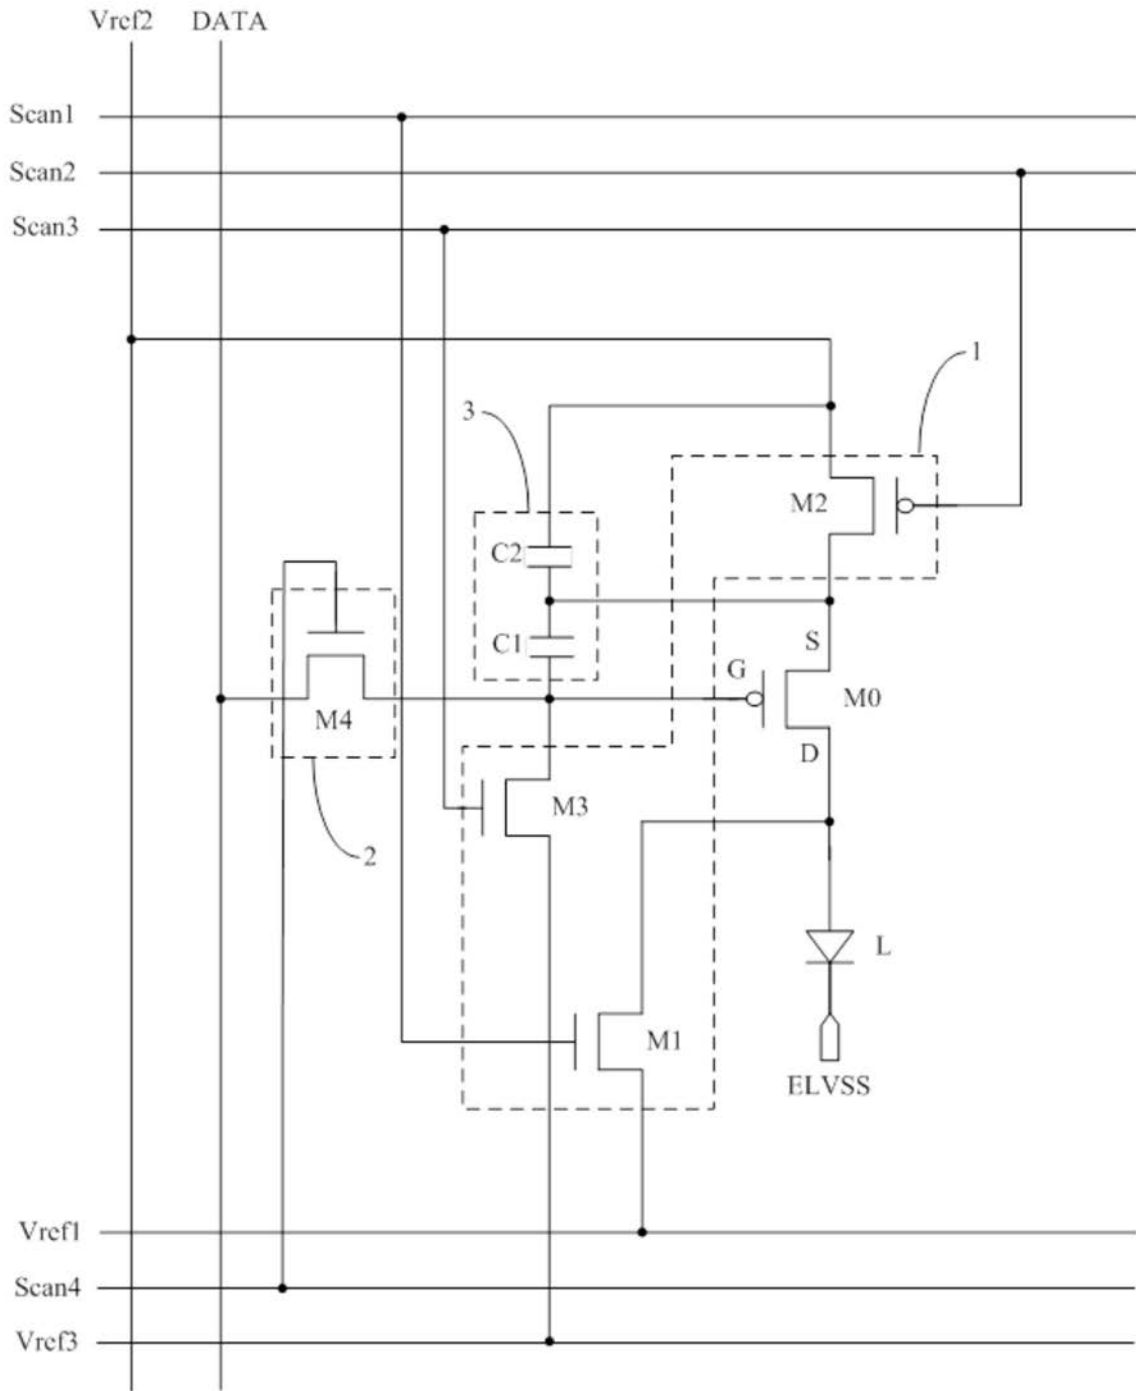 Vref2 DATA
Scan1
Scan2
Scan3
1
3
M2
C2
C1
S
G
M0
M4
D
M3
2
L
M1
ELVSS
Vref1
Scan4
Vref3